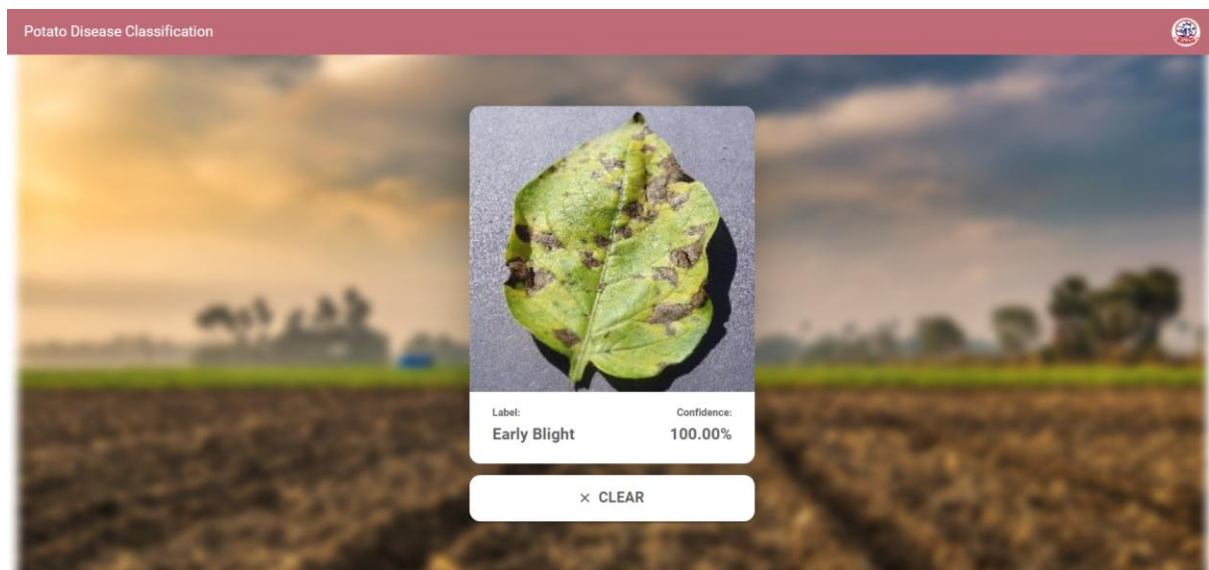 Potato Disease Classification
Label:
Confidence:
Early Blight
100.00%
× CLEAR